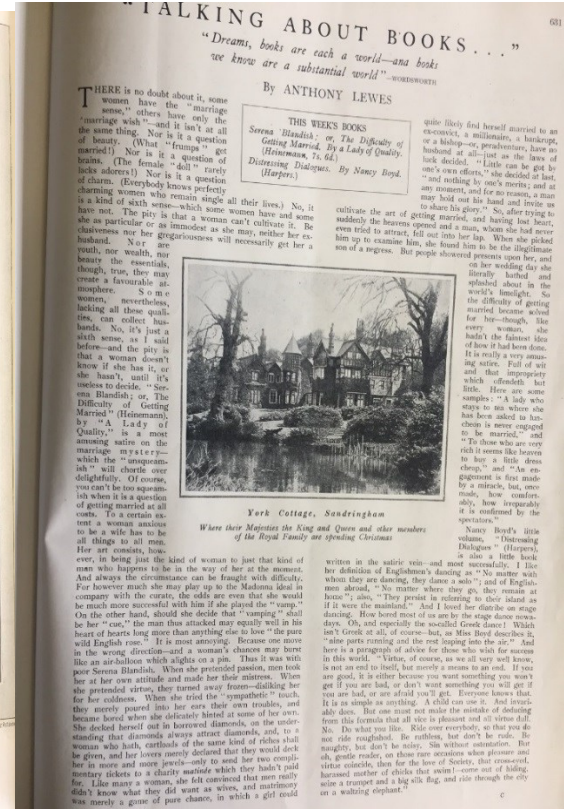 631
"TALKING ABOUT BOOKS . . . "
"Dreams, books are each a world—and books
we know are a substantial world" —WORDSWORTH
By ANTHONY LEWES
THERE is no doubt about it, some
women have the "marriage
sense," others have only the
"marriage wish"—and it isn't at all
the same thing. Nor is it a question
of beauty. (What "frumps" get
married!) Nor is it a question of
brains. (The female "doll" rarely
lacks adorers!) Nor is it a question
of charm. (Everybody knows perfectly
charming women who remain single all their lives.) No, it
is a kind of sixth sense—which some women have and some
have not. The pity is that a woman can't cultivate it. Be
she as particular or as immodest as she may, neither her ex-
clusiveness nor her gregariousness will necessarily get her a
husband. Nor are
youth, nor wealth, nor
beauty the essentials,
though, true, they may
create a favourable at-
mosphere. Some
women, nevertheless,
lacking all these quali-
ties, can collect hus-
bands. No, it's just a
sixth sense, as I said
before—and the pity is
that a woman doesn't
know if she has it, or
she hasn't, until it's
useless to decide. "Ser-
ena Blandish; or, The
Difficulty of Getting
Married" (Heinemann),
by "A Lady of
Quality," is a most
amusing satire on the
marriage mystery—
which the "unsqueam-
ish" will chortle over
delightfully. Of course,
you can't be too squeam-
ish when it is a question
of getting married at all
costs. To a certain ex-
tent a woman anxious
to be a wife has to be
all things to all men.
Her art consists, how-
ever, in being just the kind of woman to just that kind of
man who happens to be in the way of her at the moment.
And always the circumstance can be fraught with difficulty.
For however much she may play up to the Madonna ideal in
company with the curate, the odds are even that she would
be much more successful with him if she played the "vamp."
On the other hand, should she decide that "vamping" shall
be her "cue," the man thus attacked may equally well in his
heart of hearts long more than anything else to love "the pure
wild English rose." It is most annoying. Because one move
in the wrong direction—and a woman's chances may burst
like an air-balloon which alights on a pin. Thus it was with
poor Serena Blandish. When she pretended passion, men took
her at her own attitude and made her their mistress. When
she pretended virtue, they turned away frozen—disliking her
for her coldness. When she tried the "sympathetic" touch,
they merely poured into her ears their own troubles, and
became bored when she delicately hinted at some of her own.
She decked herself out in borrowed diamonds, on the under-
standing that diamonds always attract diamonds, and, to a
woman who hath, cartloads of the same kind of riches shall
be given, and her lovers merely declared that they would deck
her in more and more jewels—only to send her two compli-
mentary tickets to a charity matinée which they hadn't paid
for. Like many a woman, she felt convinced that men really
didn't know what they did want as wives, and matrimony
was merely a game of pure chance, in which a girl could
THIS WEEK'S BOOKS
Serena Blandish; or, The Difficulty of
Getting Married. By a Lady of Quality.
(Heinemann, 7s. 6d.)
Distressing Dialogues. By Nancy Boyd.
(Harpers.)
York Cottage, Sandringham
Where their Majesties the King and Queen and other members
of the Royal Family are spending Christmas
quite likely find herself married to an
ex-convict, a millionaire, a bankrupt,
or a bishop—or, peradventure, have no
husband at all—just as the laws of
luck decided. "Little can be got by
one's own efforts," she decided at last,
"and nothing by one's merits; and at
any moment, and for no reason, a man
may hold out his hand and invite us
to share his glory." So, after trying to
cultivate the art of getting married, and having lost heart,
suddenly the heavens opened and a man, whom she had never
even tried to attract, fell out into her lap. When she picked
him up to examine him, she found him to be the illegitimate
son of a negress. But people showered presents upon her, and
on her wedding day she
literally bathed and
splashed about in the
world's limelight. So
the difficulty of getting
married became solved
for her—though, like
every woman, she
hadn't the faintest idea
of how it had been done.
It is really a very amus-
ing satire. Full of wit
and that impropriety
which offendeth but
little. Here are some
samples: "A lady who
stays to tea where she
has been asked to lun-
cheon is never engaged
to be married," and
"To those who are very
rich it seems like heaven
to buy a little dress
cheap," and "An en-
gagement is first made
by a miracle, but, once
made, how comfort-
ably, how irreparably
it is confirmed by the
spectators."
Nancy Boyd's little
volume, "Distressing
Dialogues" (Harpers),
is also a little book
written in the satiric vein—and most successfully. I like
her definition of Englishmen's dancing as "No matter with
whom they are dancing, they dance a solo"; and of English-
men abroad, "No matter where they go, they remain at
home"; also, "They persist in referring to their island as
if it were the mainland." And I loved her diatribe on stage
dancing. How bored most of us are by the stage dance nowa-
days. Oh, and especially the so-called Greek dance! Which
isn't Greek at all, of course—but, as Miss Boyd describes it,
"nine parts running and the rest leaping into the air." And
here is a paragraph of advice for those who wish for success
in this world. "Virtue, of course, as we all very well know,
is not an end to itself, but merely a means to an end. If you
are good, it is either because you want something you won't
get if you are bad, or don't want something you will get if
you are bad, or are afraid you'll get. Everyone knows that.
It is as simple as anything. A child can use it. And invari-
ably does. But one must not make the mistake of deducing
from this formula that all vice is pleasant and all virtue dull.
No. Do what you like. Ride over everybody, so that you do
not ride roughshod. Be ruthless, but don't be rude. Be
naughty, but don't be noisy. Sin without ostentation. But
oh, gentle reader, on those rare occasions when pleasure and
virtue coincide, then for the love of Society, that cross-eyed,
harassed mother of chicks that swim!—come out of hiding,
seize a trumpet and a big silk flag, and ride through the city
on a waltzing elephant."
C